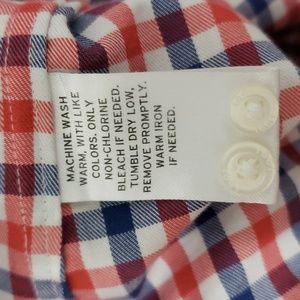 MACHINE WASH
WARM, WITH LIKE
COLORS. ONLY
NON-CHLORINE
BLEACH IF NEEDED.
TUMBLE DRY LOW,
REMOVE PROMPTLY.
WARM IRON
IF NEEDED.